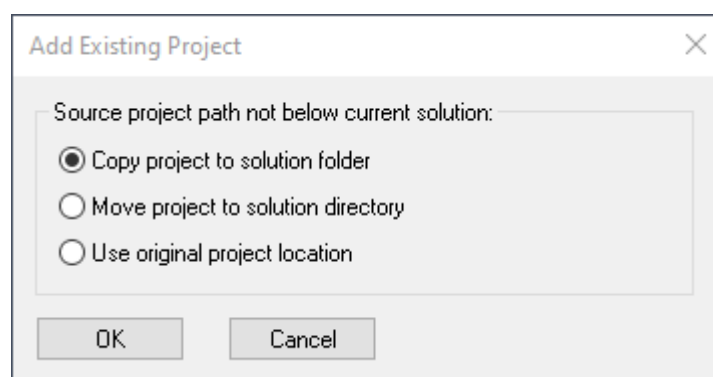 Add Existing Project
Source project path not below current solution:
Copy project to solution folder
Move project to solution directory
Use original project location
OK
Cancel